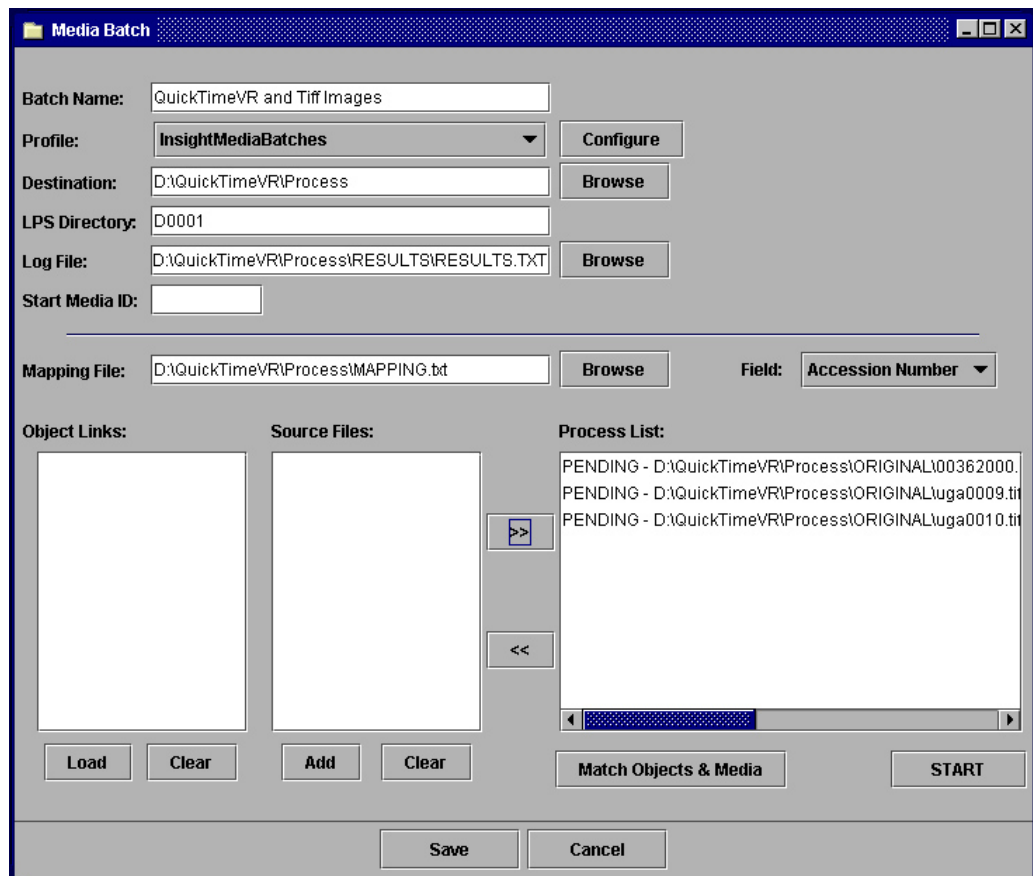 Media Batch
Batch Name: QuickTimeVR and Tiff Images
Profile: InsightMediaBatches Configure
Destination: D:\QuickTimeVR\Process Browse
LPS Directory: D0001
Log File: D:\QuickTimeVR\Process\RESULTS\RESULTS.TXT Browse
Start Media ID:
Mapping File: D:\QuickTimeVR\Process\MAPPING.txt Browse Field: Accession Number
Object Links: Source Files: Process List:
PENDING - D:\QuickTimeVR\Process\ORIGINAL\00362000.
PENDING - D:\QuickTimeVR\Process\ORIGINAL\uga0009.tif
PENDING - D:\QuickTimeVR\Process\ORIGINAL\uga0010.tif
>>
<<
Load Clear Add Clear Match Objects & Media START
Save Cancel